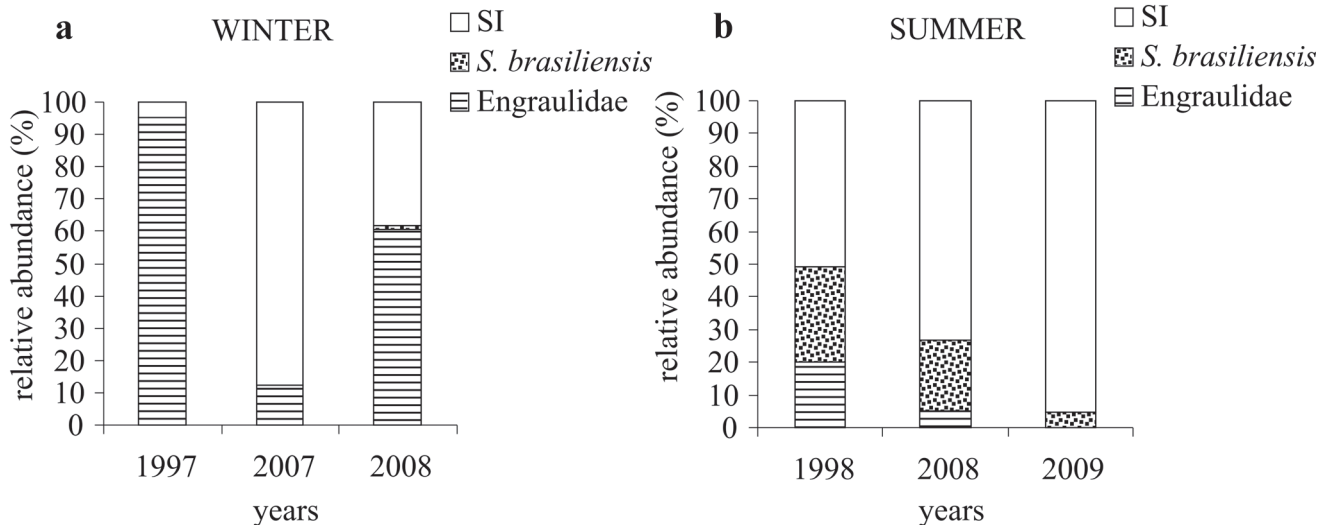 a
WINTER
SI
S. brasiliensis
Engraulidae
relative abundance (%)
100
90
80
70
60
50
40
30
20
10
0
1997 2007 2008
years
b
SUMMER
SI
S. brasiliensis
Engraulidae
relative abundance (%)
100
90
80
70
60
50
40
30
20
10
0
1998 2008 2009
years